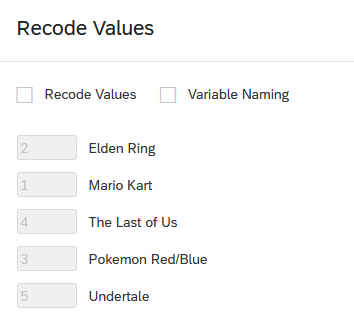 Recode Values
Recode Values Variable Naming
2 Elden Ring
1 Mario Kart
4 The Last of Us
3 Pokemon Red/Blue
5 Undertale